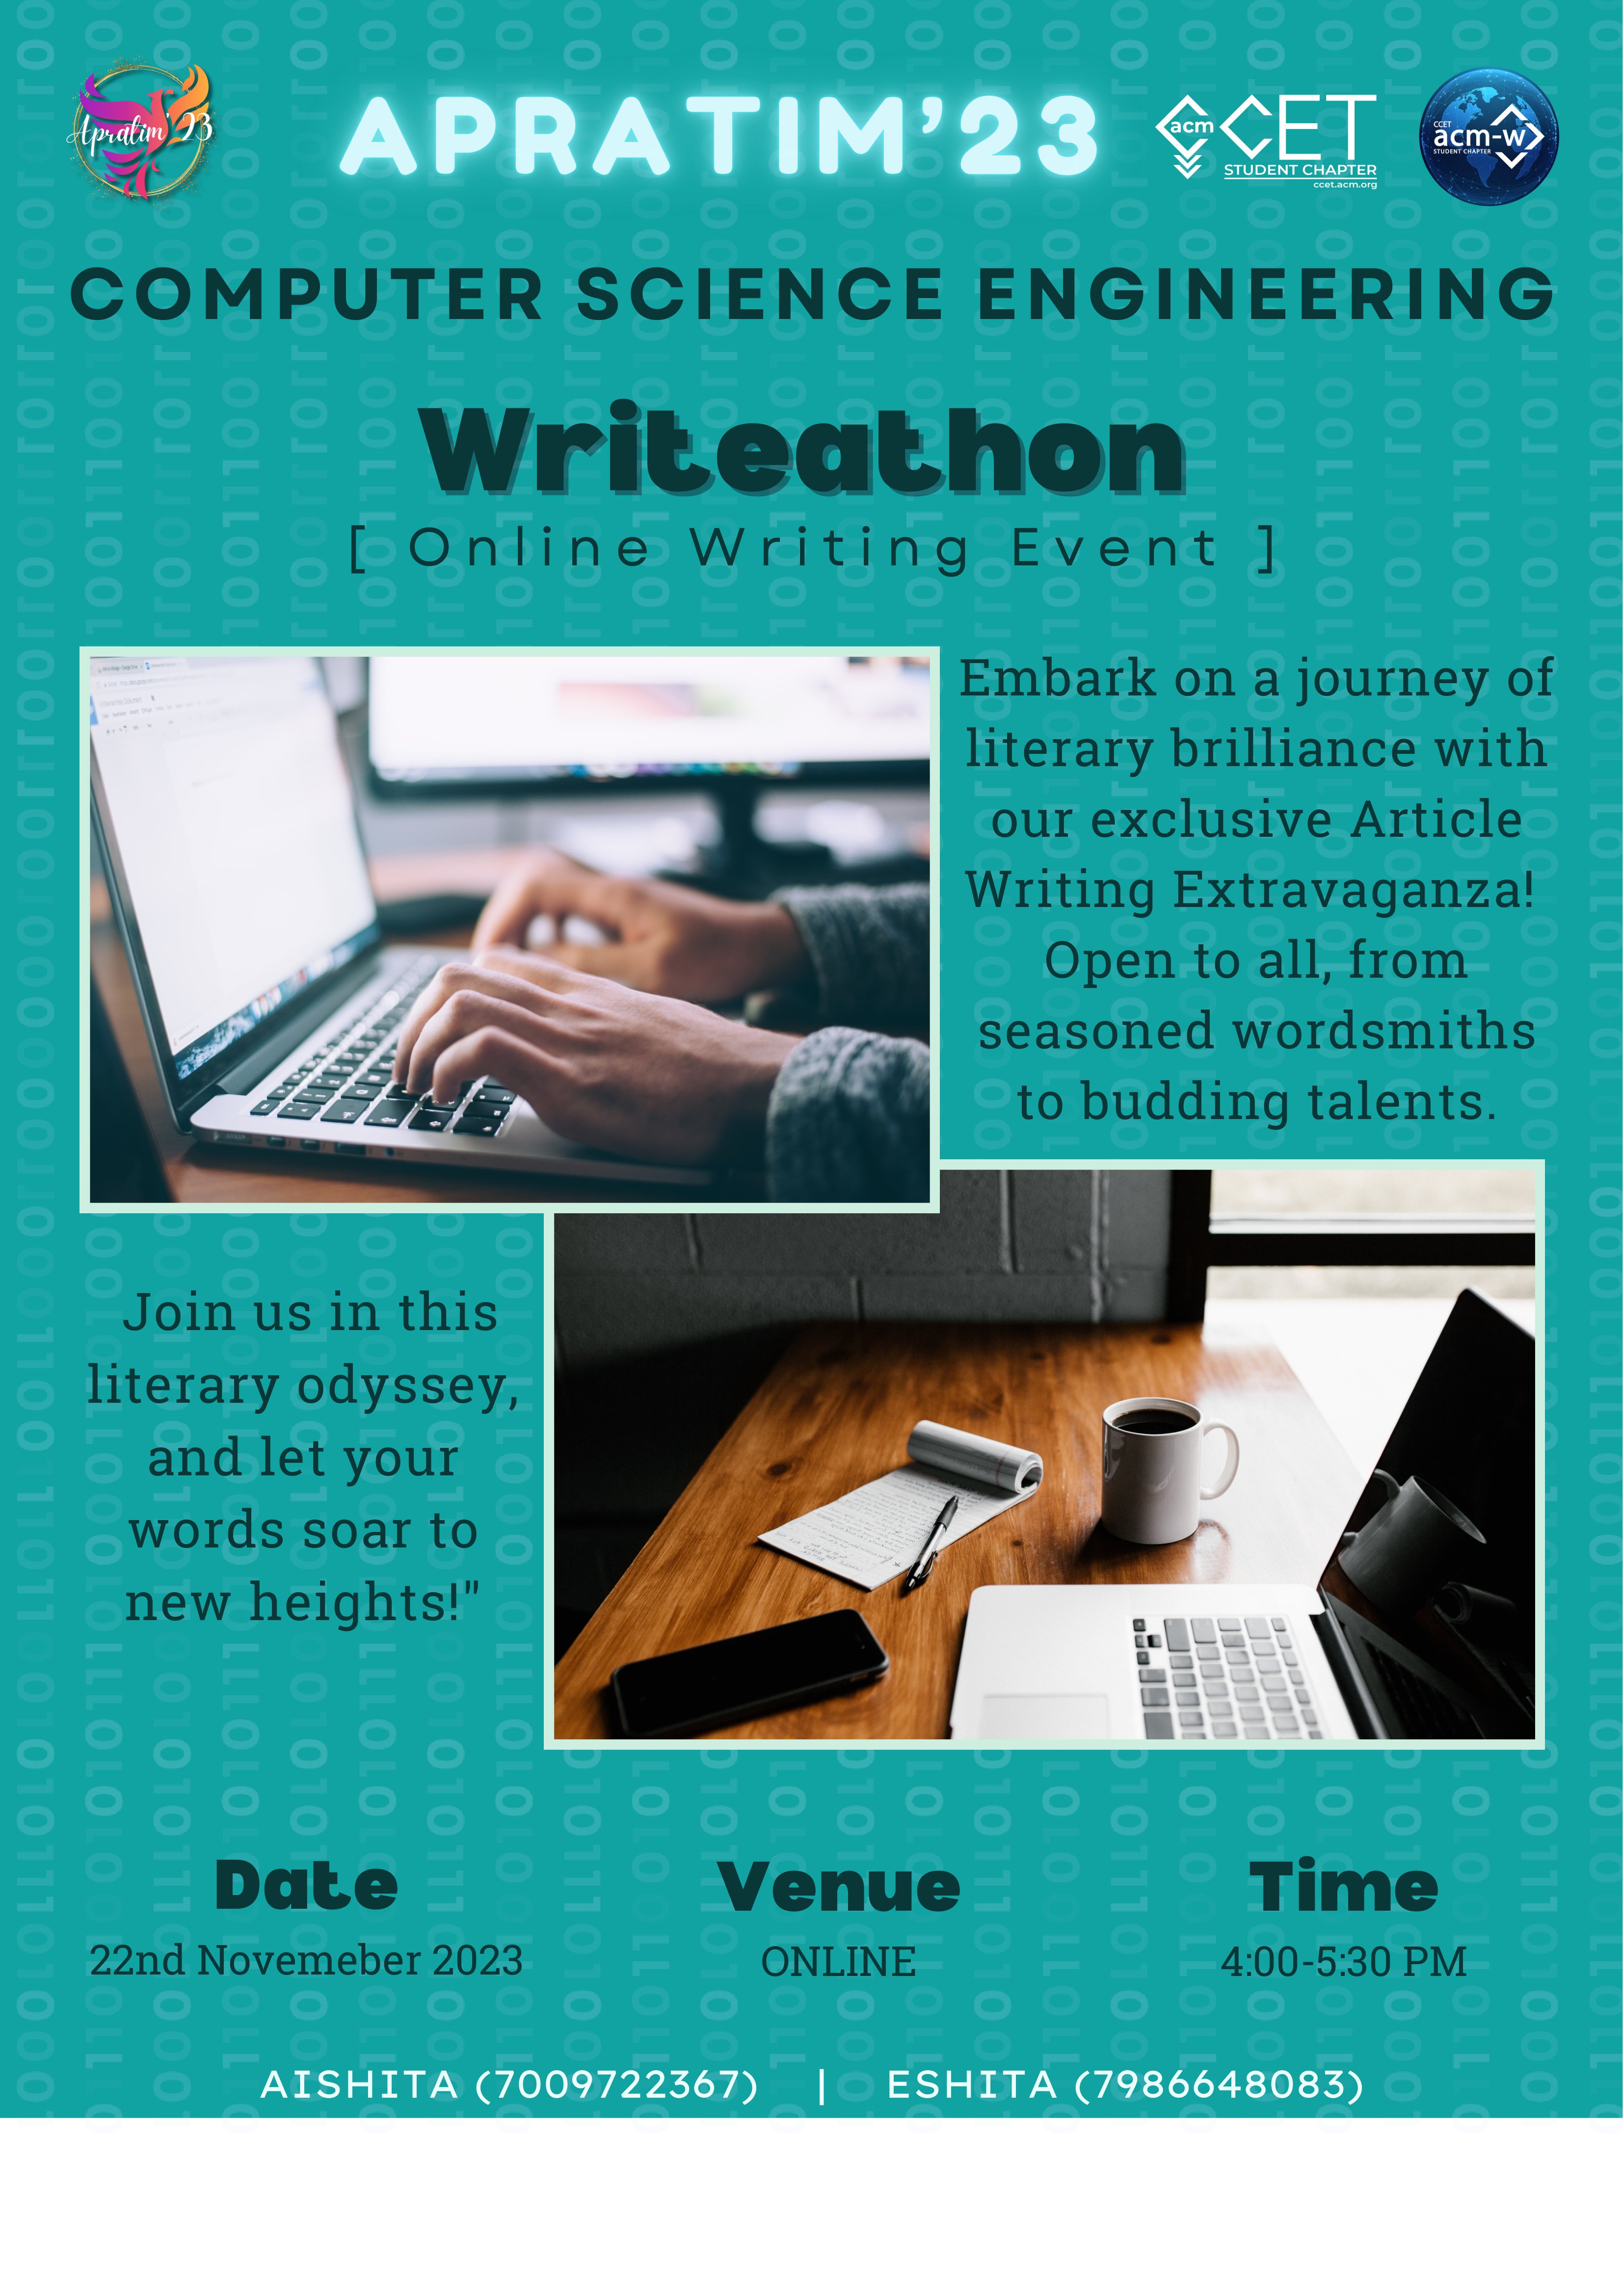 Apratim'23
APRATIM'23
acm CCET
STUDENT CHAPTER
ccet.acm.org
CCET
acm-w
STUDENT CHAPTER
COMPUTER SCIENCE ENGINEERING
Writeathon
[ Online Writing Event ]
Embark on a journey of
literary brilliance with
our exclusive Article
Writing Extravaganza!
Open to all, from
seasoned wordsmiths
to budding talents.
Join us in this
literary odyssey,
and let your
words soar to
new heights!"
Date
22nd Novemeber 2023
Venue
ONLINE
Time
4:00-5:30 PM
AISHITA (7009722367) | ESHITA (7986648083)